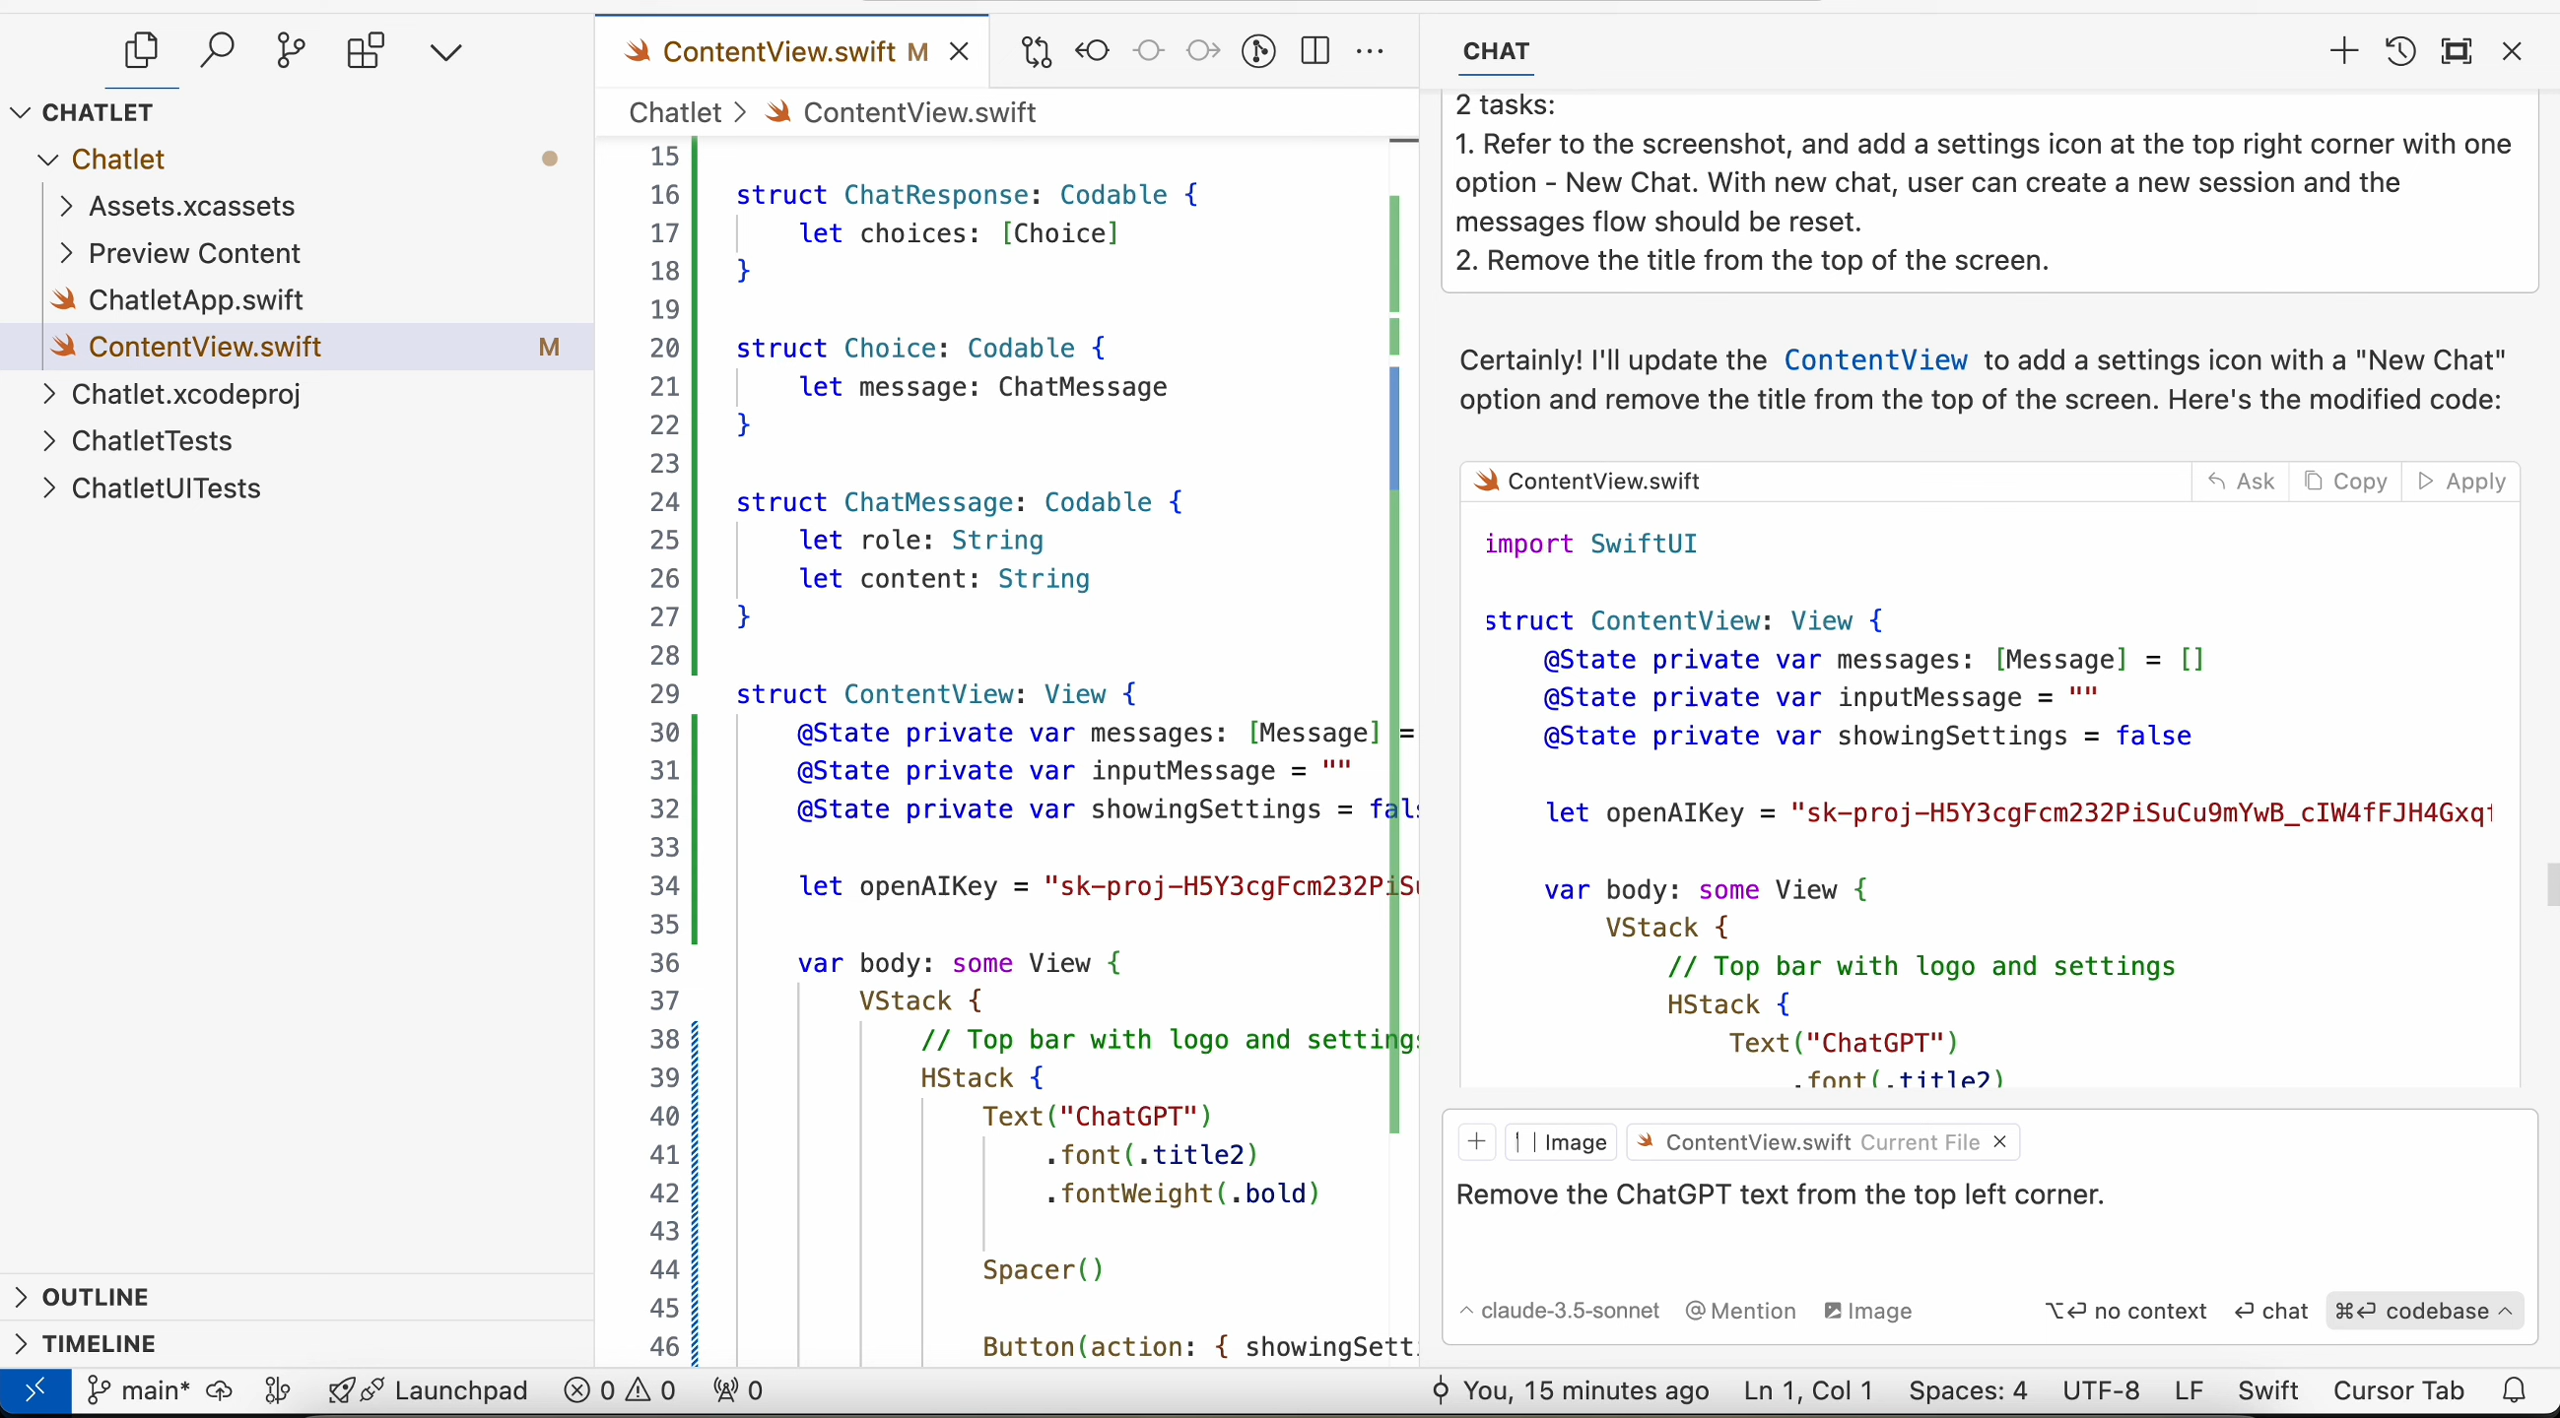 CHATLET
Chatlet
Assets.xcassets
Preview Content
ChatletApp.swift
ContentView.swift M
Chatlet.xcodeproj
ChatletTests
ChatletUITests
OUTLINE
TIMELINE
ContentView.swift M
Chatlet > ContentView.swift
15
16 struct ChatResponse: Codable {
17 let choices: [Choice]
18 }
19
20 struct Choice: Codable {
21 let message: ChatMessage
22 }
23
24 struct ChatMessage: Codable {
25 let role: String
26 let content: String
27 }
28
29 struct ContentView: View {
30 @State private var messages: [Message] =
31 @State private var inputMessage = ""
32 @State private var showingSettings =
33
34 let openAIKey = "sk-proj-H5Y3cgFcm232PiS
35
36 var body: some View {
37 VStack {
38 // Top bar with logo and setting
39 HStack {
40 Text("ChatGPT")
41 .font(.title2)
42 .fontWeight(.bold)
43
44 Spacer()
45
46 Button(action: { showingSett
CHAT
2 tasks:
1. Refer to the screenshot, and add a settings icon at the top right corner with one
option - New Chat. With new chat, user can create a new session and the
messages flow should be reset.
2. Remove the title from the top of the screen.
Certainly! I'll update the ContentView to add a settings icon with a "New Chat"
option and remove the title from the top of the screen. Here's the modified code:
ContentView.swift Ask Copy Apply
import SwiftUI
struct ContentView: View {
@State private var messages: [Message] = []
@State private var inputMessage = ""
@State private var showingSettings = false
let openAIKey = "sk-proj-H5Y3cgFcm232PiSuCu9mYwB_cIW4fFJH4Gxq
var body: some View {
VStack {
// Top bar with logo and settings
HStack {
Text("ChatGPT")
.font(.title2)
+ Image ContentView.swift Current File ×
Remove the ChatGPT text from the top left corner.
claude-3.5-sonnet @ Mention Image no context chat codebase
main* Launchpad 0 0 0 You, 15 minutes ago Ln 1, Col 1 Spaces: 4 UTF-8 LF Swift Cursor Tab